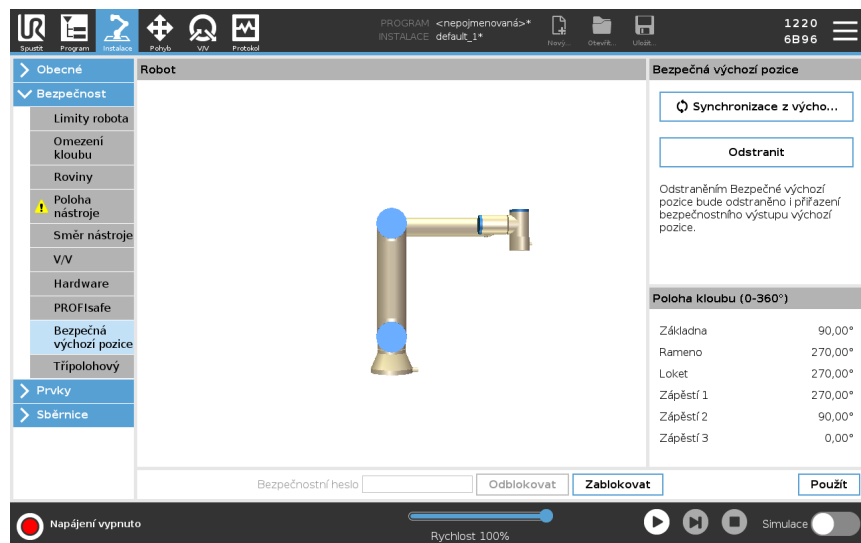 PROGRAM <nepojmenovaná>*
INSTALACE default_1*
1220
6B96
Spustit Program Instalace Pohyb V/V Protokol Nový... Otevřít... Uložit...
Obecné
Bezpečnost
Limity robota
Omezení
kloubu
Roviny
Poloha
nástroje
Směr nástroje
V/V
Hardware
PROFIsafe
Bezpečná
výchozí pozice
Třípolohový
Prvky
Sběrnice
Robot
Bezpečná výchozí pozice
Synchronizace z výcho...
Odstranit
Odstraněním Bezpečné výchozí
pozice bude odstraněno i přiřazení
bezpečnostního výstupu výchozí
pozice.
Poloha kloubu (0-360°)
Základna 90,00°
Rameno 270,00°
Loket 270,00°
Zápěstí 1 270,00°
Zápěstí 2 90,00°
Zápěstí 3 0,00°
Bezpečnostní heslo Odblokovat Zablokovat Použít
Napájení vypnuto
Rychlost 100%
Simulace